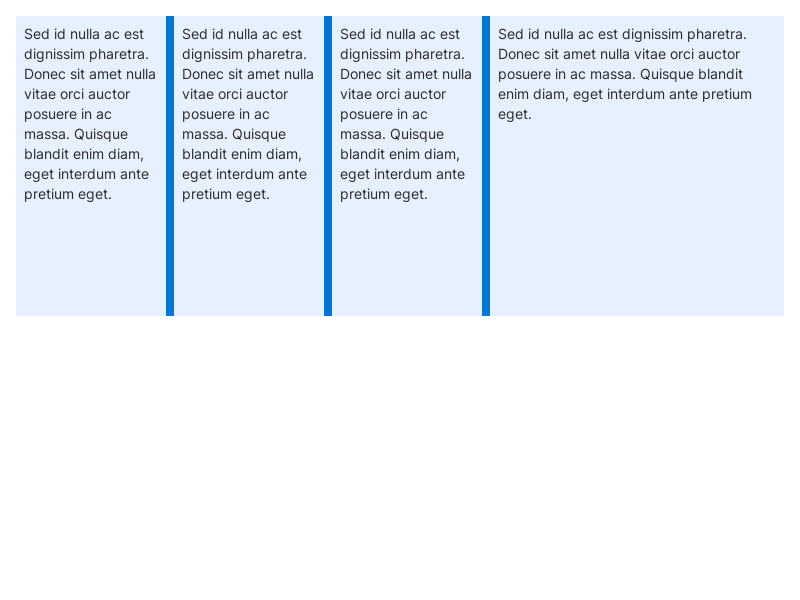 Sed id nulla ac est
dignissim pharetra.
Donec sit amet nulla
vitae orci auctor
posuere in ac
massa. Quisque
blandit enim diam,
eget interdum ante
pretium eget.
Sed id nulla ac est
dignissim pharetra.
Donec sit amet nulla
vitae orci auctor
posuere in ac
massa. Quisque
blandit enim diam,
eget interdum ante
pretium eget.
Sed id nulla ac est
dignissim pharetra.
Donec sit amet nulla
vitae orci auctor
posuere in ac
massa. Quisque
blandit enim diam,
eget interdum ante
pretium eget.
Sed id nulla ac est dignissim pharetra.
Donec sit amet nulla vitae orci auctor
posuere in ac massa. Quisque blandit
enim diam, eget interdum ante pretium
eget.